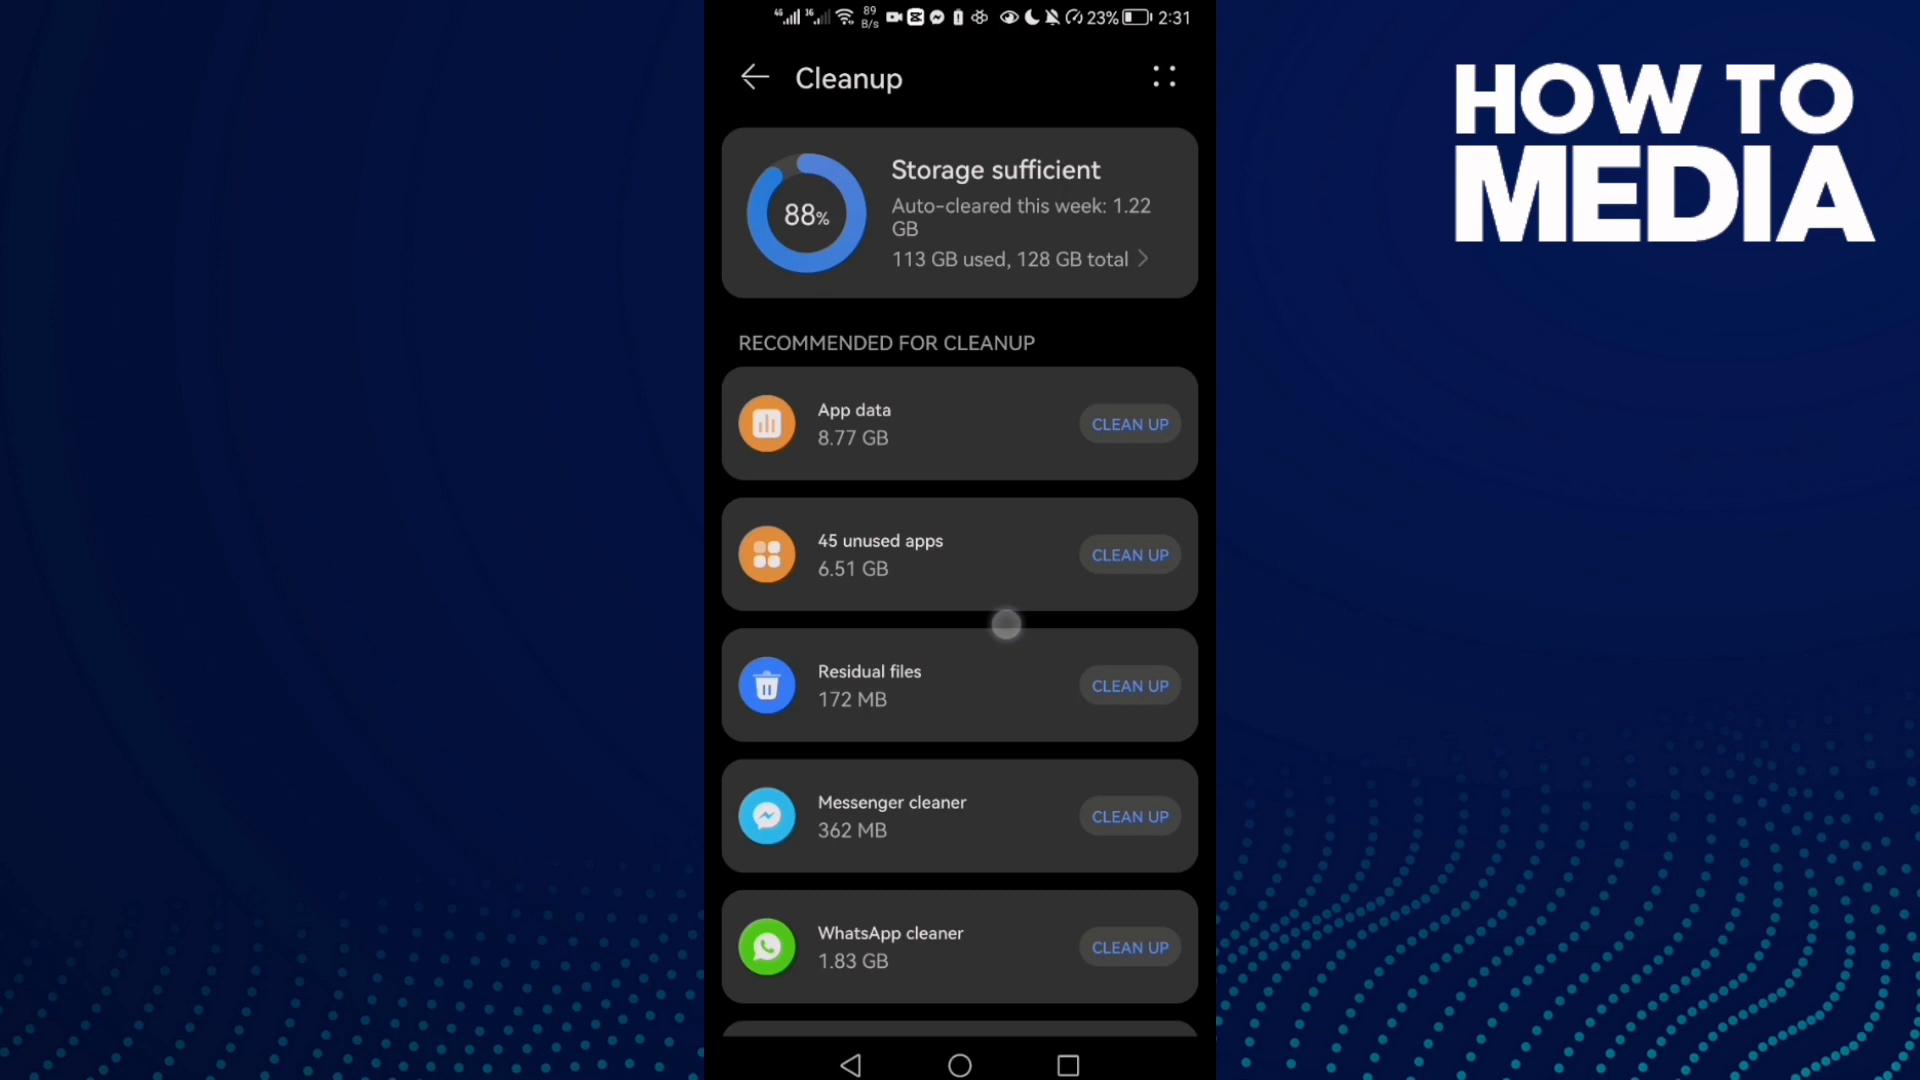 4G 3G 89 B/s 23% 2:31
HOW TO
MEDIA
Cleanup
88%
Storage sufficient
Auto-cleared this week: 1.22
GB
113 GB used, 128 GB total
RECOMMENDED FOR CLEANUP
App data
8.77 GB
CLEAN UP
45 unused apps
6.51 GB
CLEAN UP
Residual files
172 MB
CLEAN UP
Messenger cleaner
362 MB
CLEAN UP
WhatsApp cleaner
1.83 GB
CLEAN UP